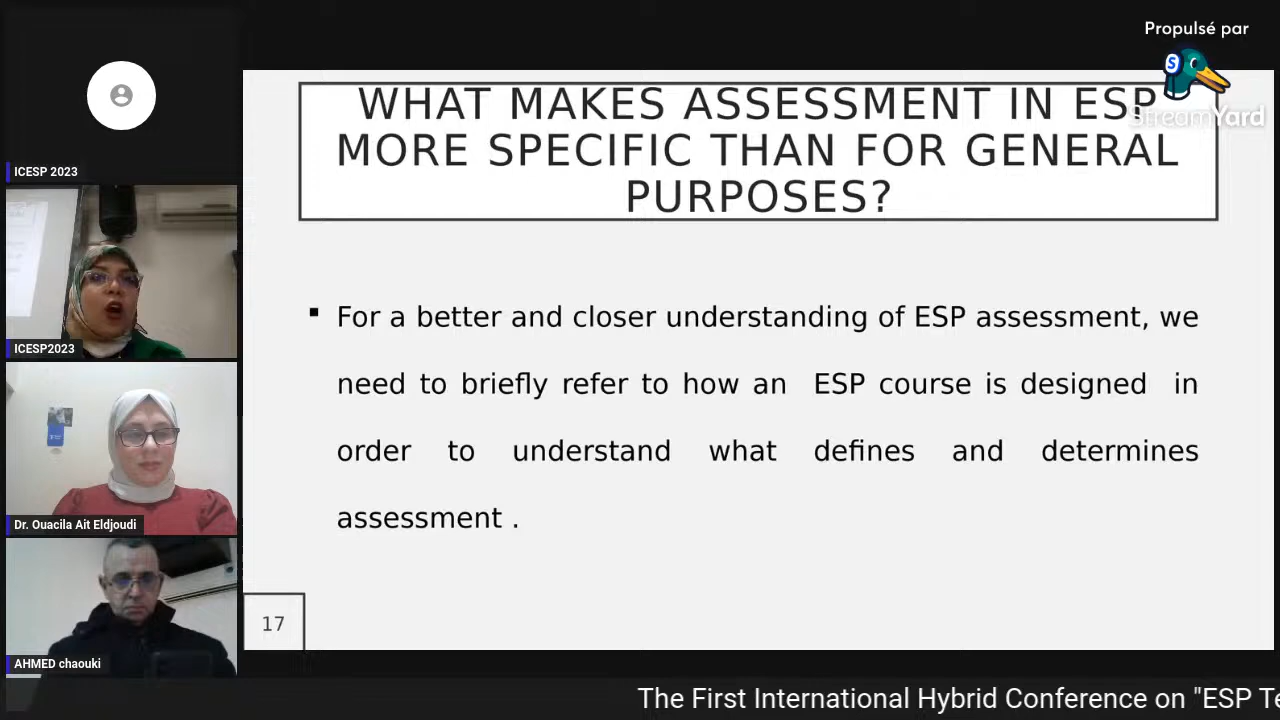 Propulsé par
StreamYard
WHAT MAKES ASSESSMENT IN ESP
MORE SPECIFIC THAN FOR GENERAL
PURPOSES?
▪ For a better and closer understanding of ESP assessment, we
need to briefly refer to how an ESP course is designed in
order to understand what defines and determines
assessment .
17
ICESP 2023
ICESP2023
Dr. Ouacila Ait Eldjoudi
AHMED chaouki
The First International Hybrid Conference on "ESP Te